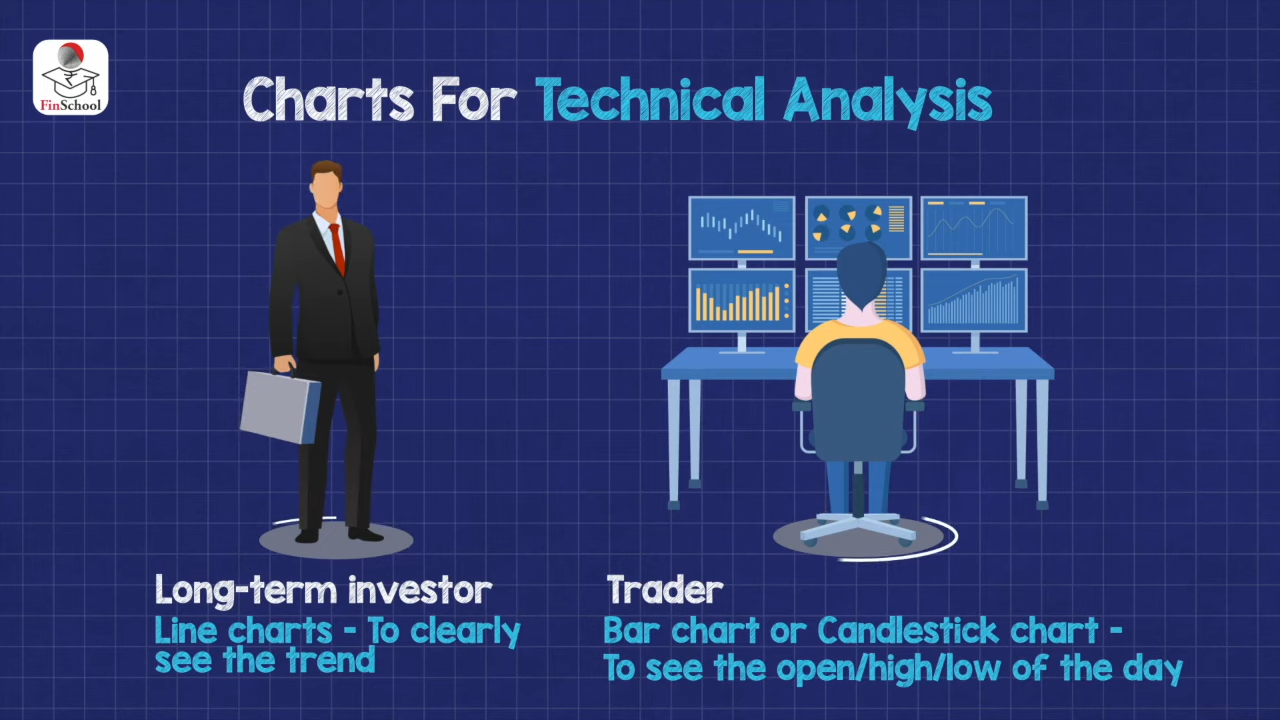 FinSchool
Charts For Technical Analysis
Long-term investor
Line charts - To clearly
see the trend
Trader
Bar chart or Candlestick chart -
To see the open/high/low of the day